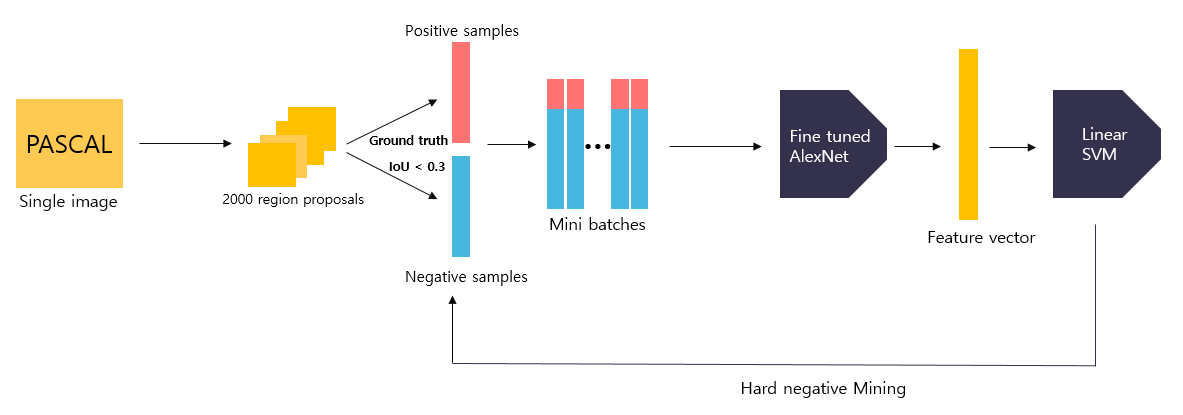 PASCAL
Single image
2000 region proposals
Positive samples
Ground truth
IoU < 0.3
Negative samples
Mini batches
Fine tuned
AlexNet
Feature vector
Linear
SVM
Hard negative Mining